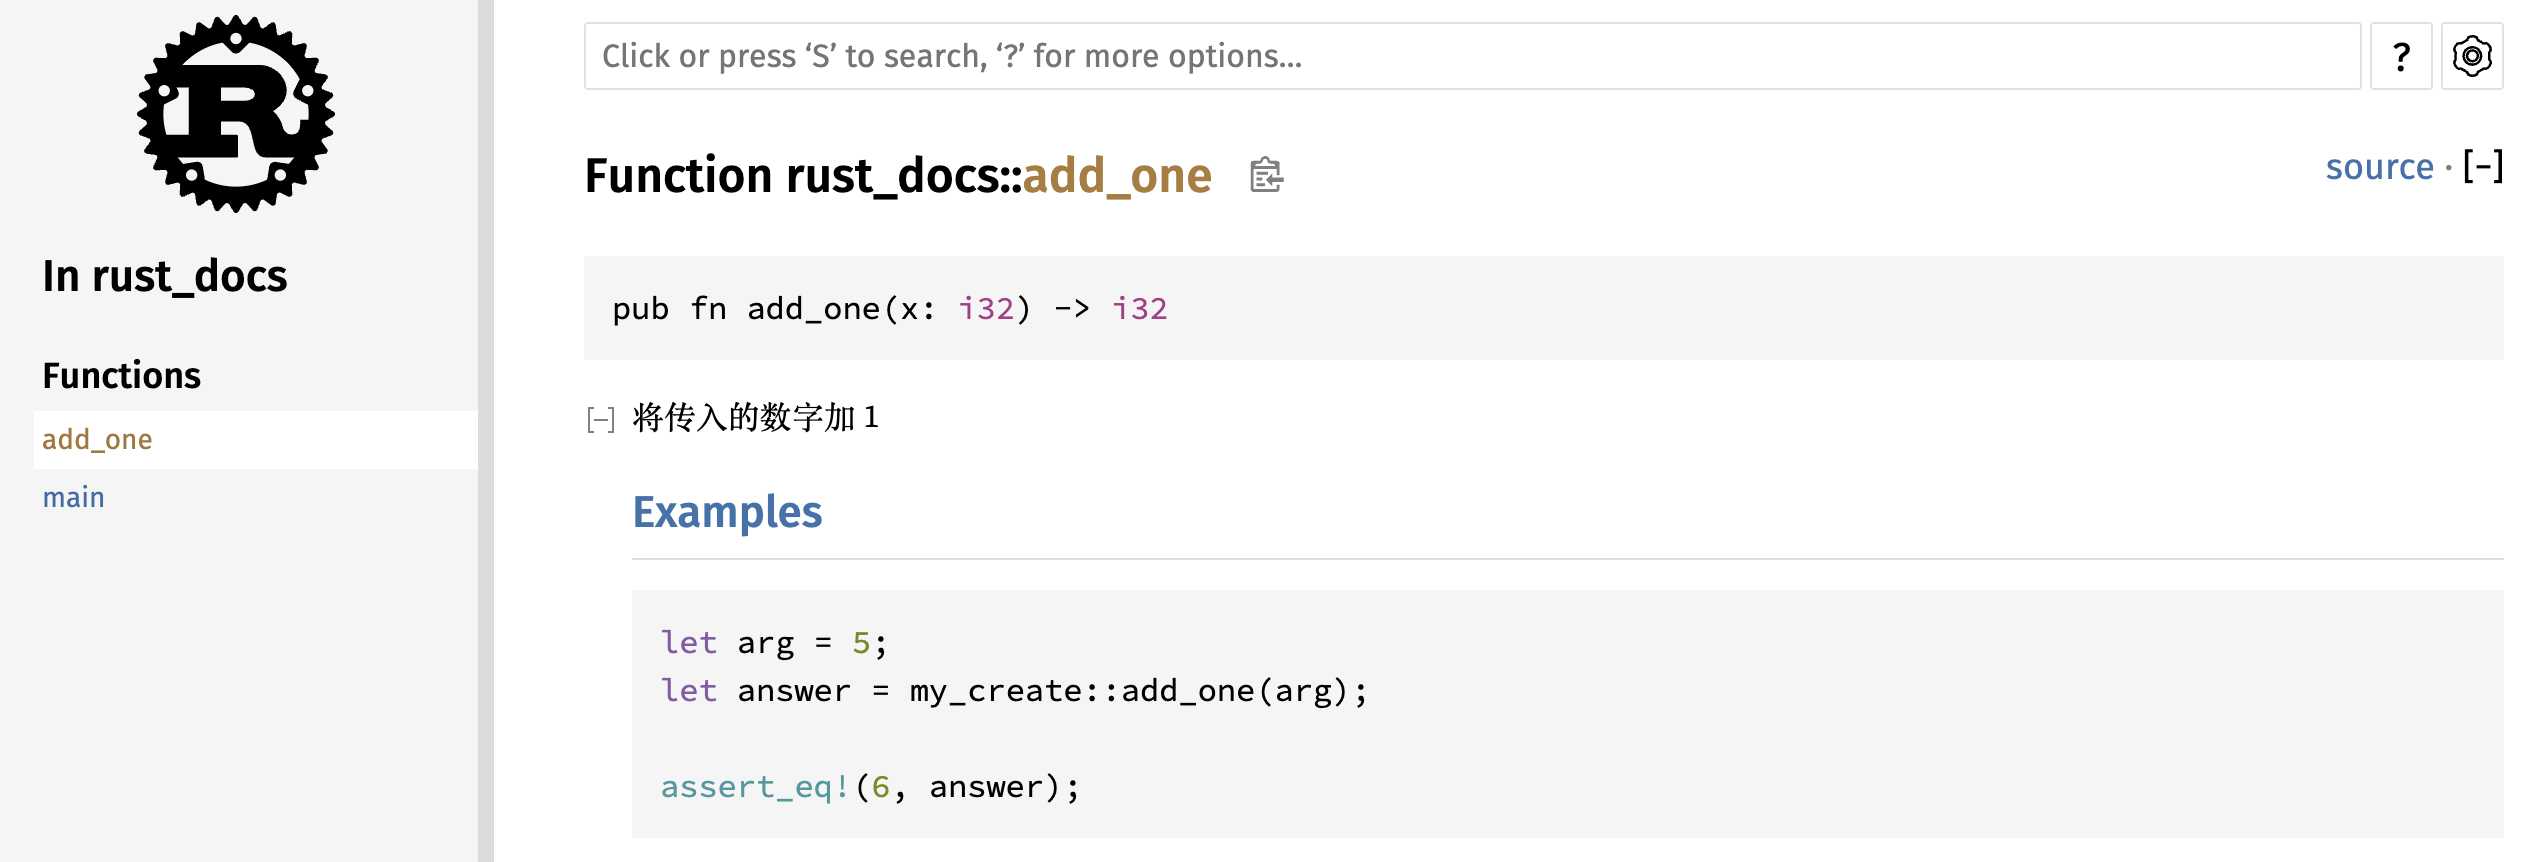 R
In rust_docs
Functions
add_one
main
Click or press ‘S’ to search, ‘?’ for more options…
?
Function rust_docs::add_one
source · [-]
pub fn add_one(x: i32) -> i32
[-] 将传入的数字加 1
Examples
let arg = 5;
let answer = my_create::add_one(arg);
assert_eq!(6, answer);